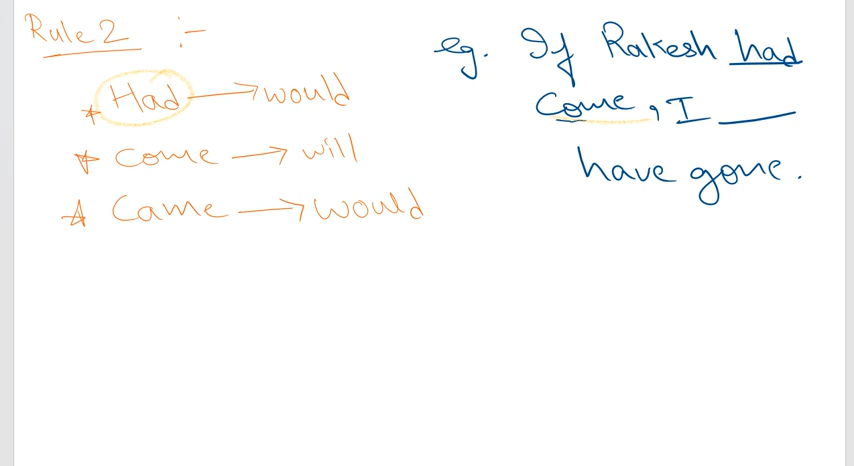 Rule 2 :-
* Had → would
* Come → will
* Came → would
eg. If Rakesh had
come, I ____
have gone.